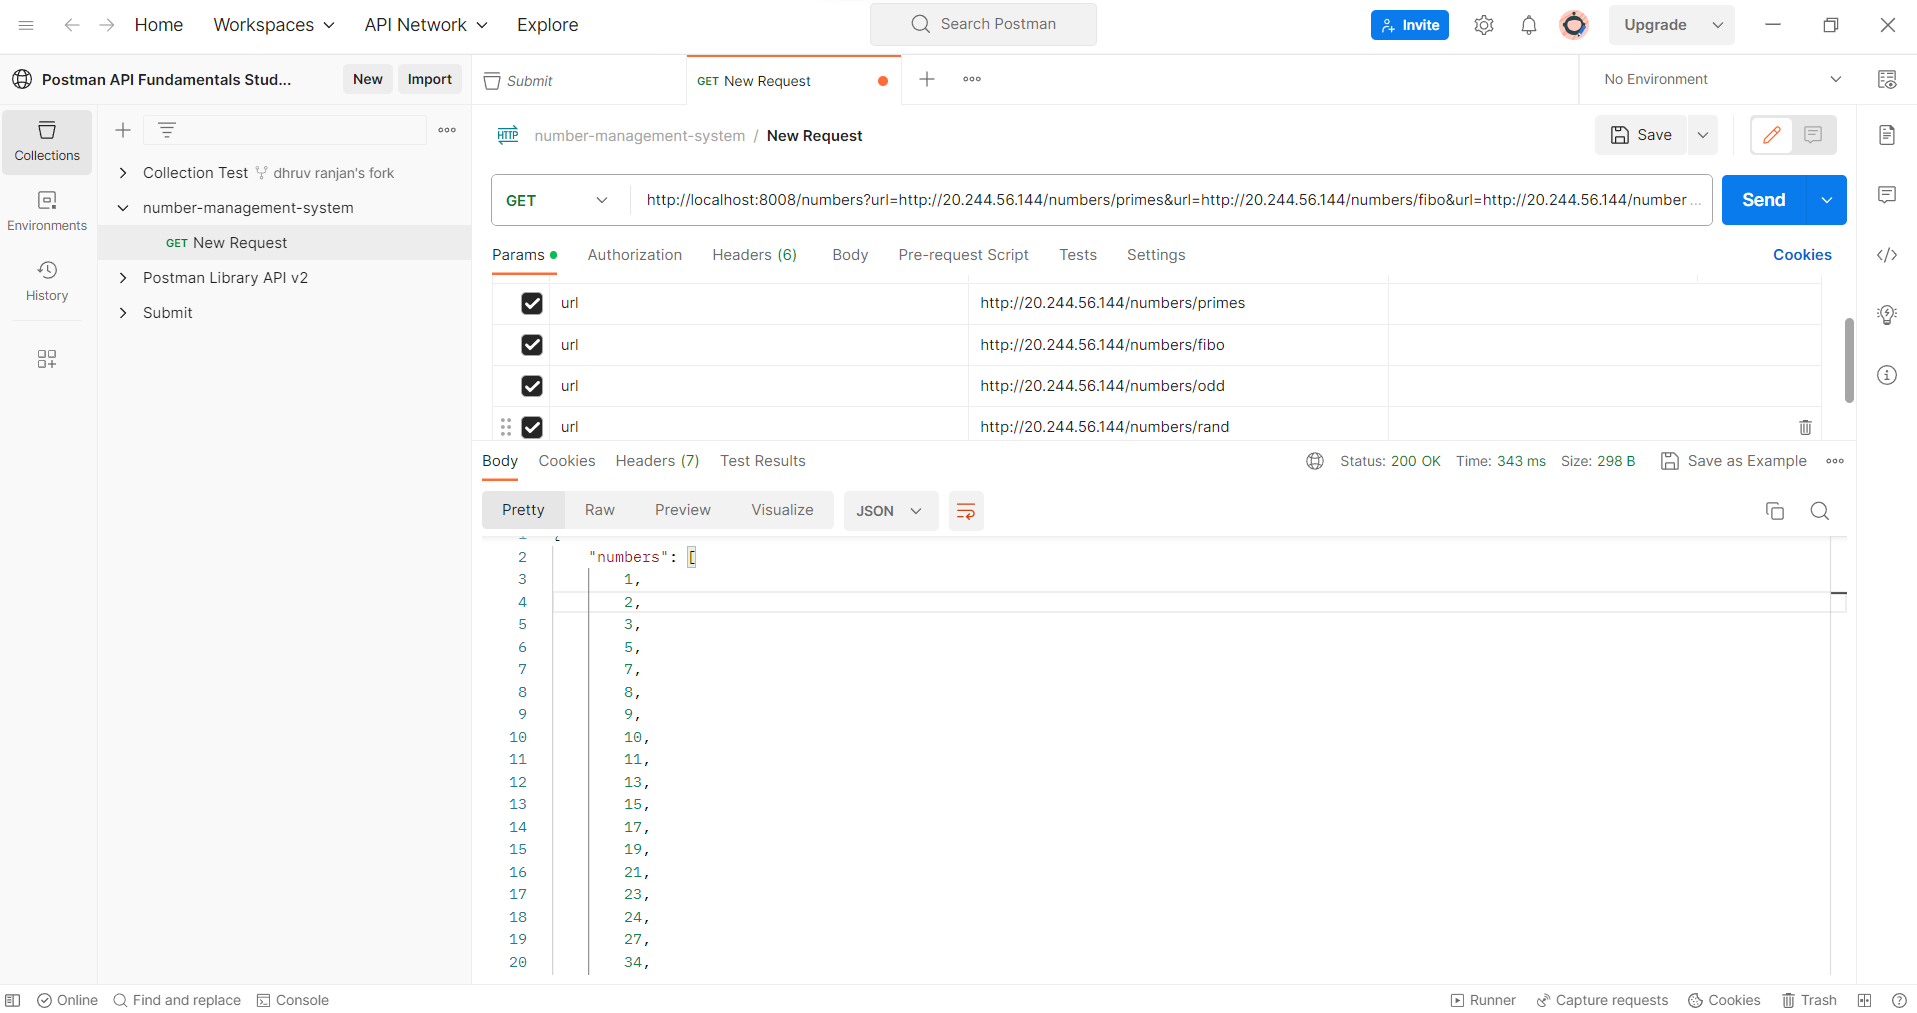 Home Workspaces API Network Explore Search Postman Invite Upgrade
Postman API Fundamentals Stud... New Import
Submit GET New Request No Environment
number-management-system / New Request Save
Collections
Environments
History
Collection Test dhruv ranjan's fork
number-management-system
GET New Request
Postman Library API v2
Submit
GET http://localhost:8008/numbers?url=http://20.244.56.144/numbers/primes&url=http://20.244.56.144/numbers/fibo&url=http://20.244.56.144/number ... Send
Params Authorization Headers (6) Body Pre-request Script Tests Settings Cookies
url http://20.244.56.144/numbers/primes
url http://20.244.56.144/numbers/fibo
url http://20.244.56.144/numbers/odd
url http://20.244.56.144/numbers/rand
Body Cookies Headers (7) Test Results Status: 200 OK Time: 343 ms Size: 298 B Save as Example
Pretty Raw Preview Visualize JSON
2 "numbers": [
3 1,
4 2,
5 3,
6 5,
7 7,
8 8,
9 9,
10 10,
11 11,
12 13,
13 15,
14 17,
15 19,
16 21,
17 23,
18 24,
19 27,
20 34,
Online Find and replace Console Runner Capture requests Cookies Trash